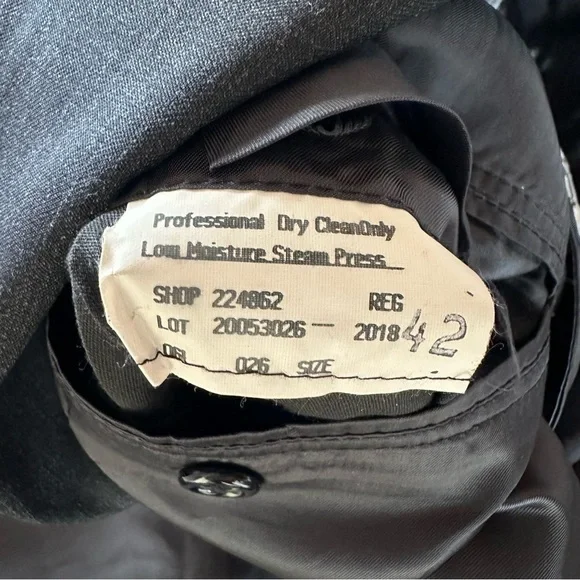 Professional Dry CleanOnly
Low Moisture Steam Press
SHOP 224862 REG
LOT 20053026 2018 42
026 SIZE